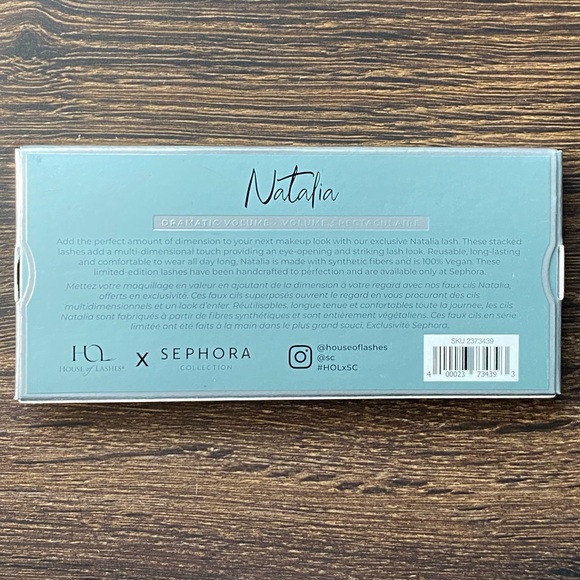 Natalia
DRAMATIC VOLUME • VOLUME SPECTACULAIRE
Add the perfect amount of dimension to your next makeup look with our exclusive Natalia lash. These stacked
lashes add a multi-dimensional touch providing an eye-opening and striking lash look. Reusable, long-lasting
and comfortable to wear all day long, Natalia is made with synthetic fibers and is 100% Vegan. These
limited-edition lashes have been handcrafted to perfection and are available only at Sephora.
Mettez votre maquillage en valeur en ajoutant de la dimension à votre regard avec nos faux cils Natalia,
offerts en exclusivité. Ces faux cils superposés ouvrent le regard en vous procurant des cils
multidimensionnels et un look d'enfer. Réutilisables, longue tenue et confortables toute la journée, les cils
Natalia sont fabriqués à partir de fibres synthétiques et sont entièrement végétaliens. Ces faux cils en série
limitée ont été faits à la main dans le plus grand souci. Exclusivité Sephora.
HOL
HOUSE of LASHES®
X
SEPHORA
COLLECTION
@houseoflashes
@sc
#HOLxSC
SKU 2373439
4 00023 73439 3